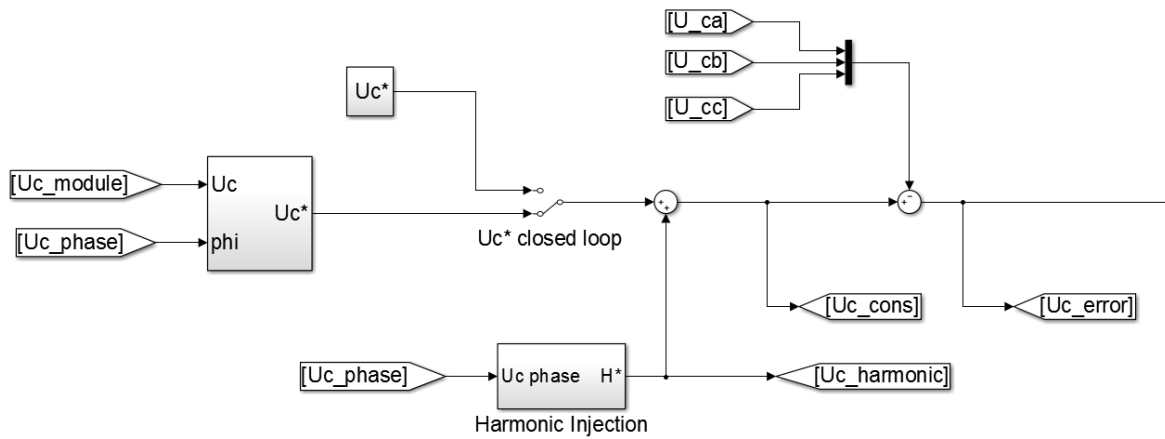 [U_ca]
[U_cb]
[U_cc]
Uc*
[Uc_module]
[Uc_phase]
Uc
phi
Uc*
Uc* closed loop
+
+
+
−
[Uc_cons]
[Uc_error]
[Uc_phase]
Uc phase H*
[Uc_harmonic]
Harmonic Injection